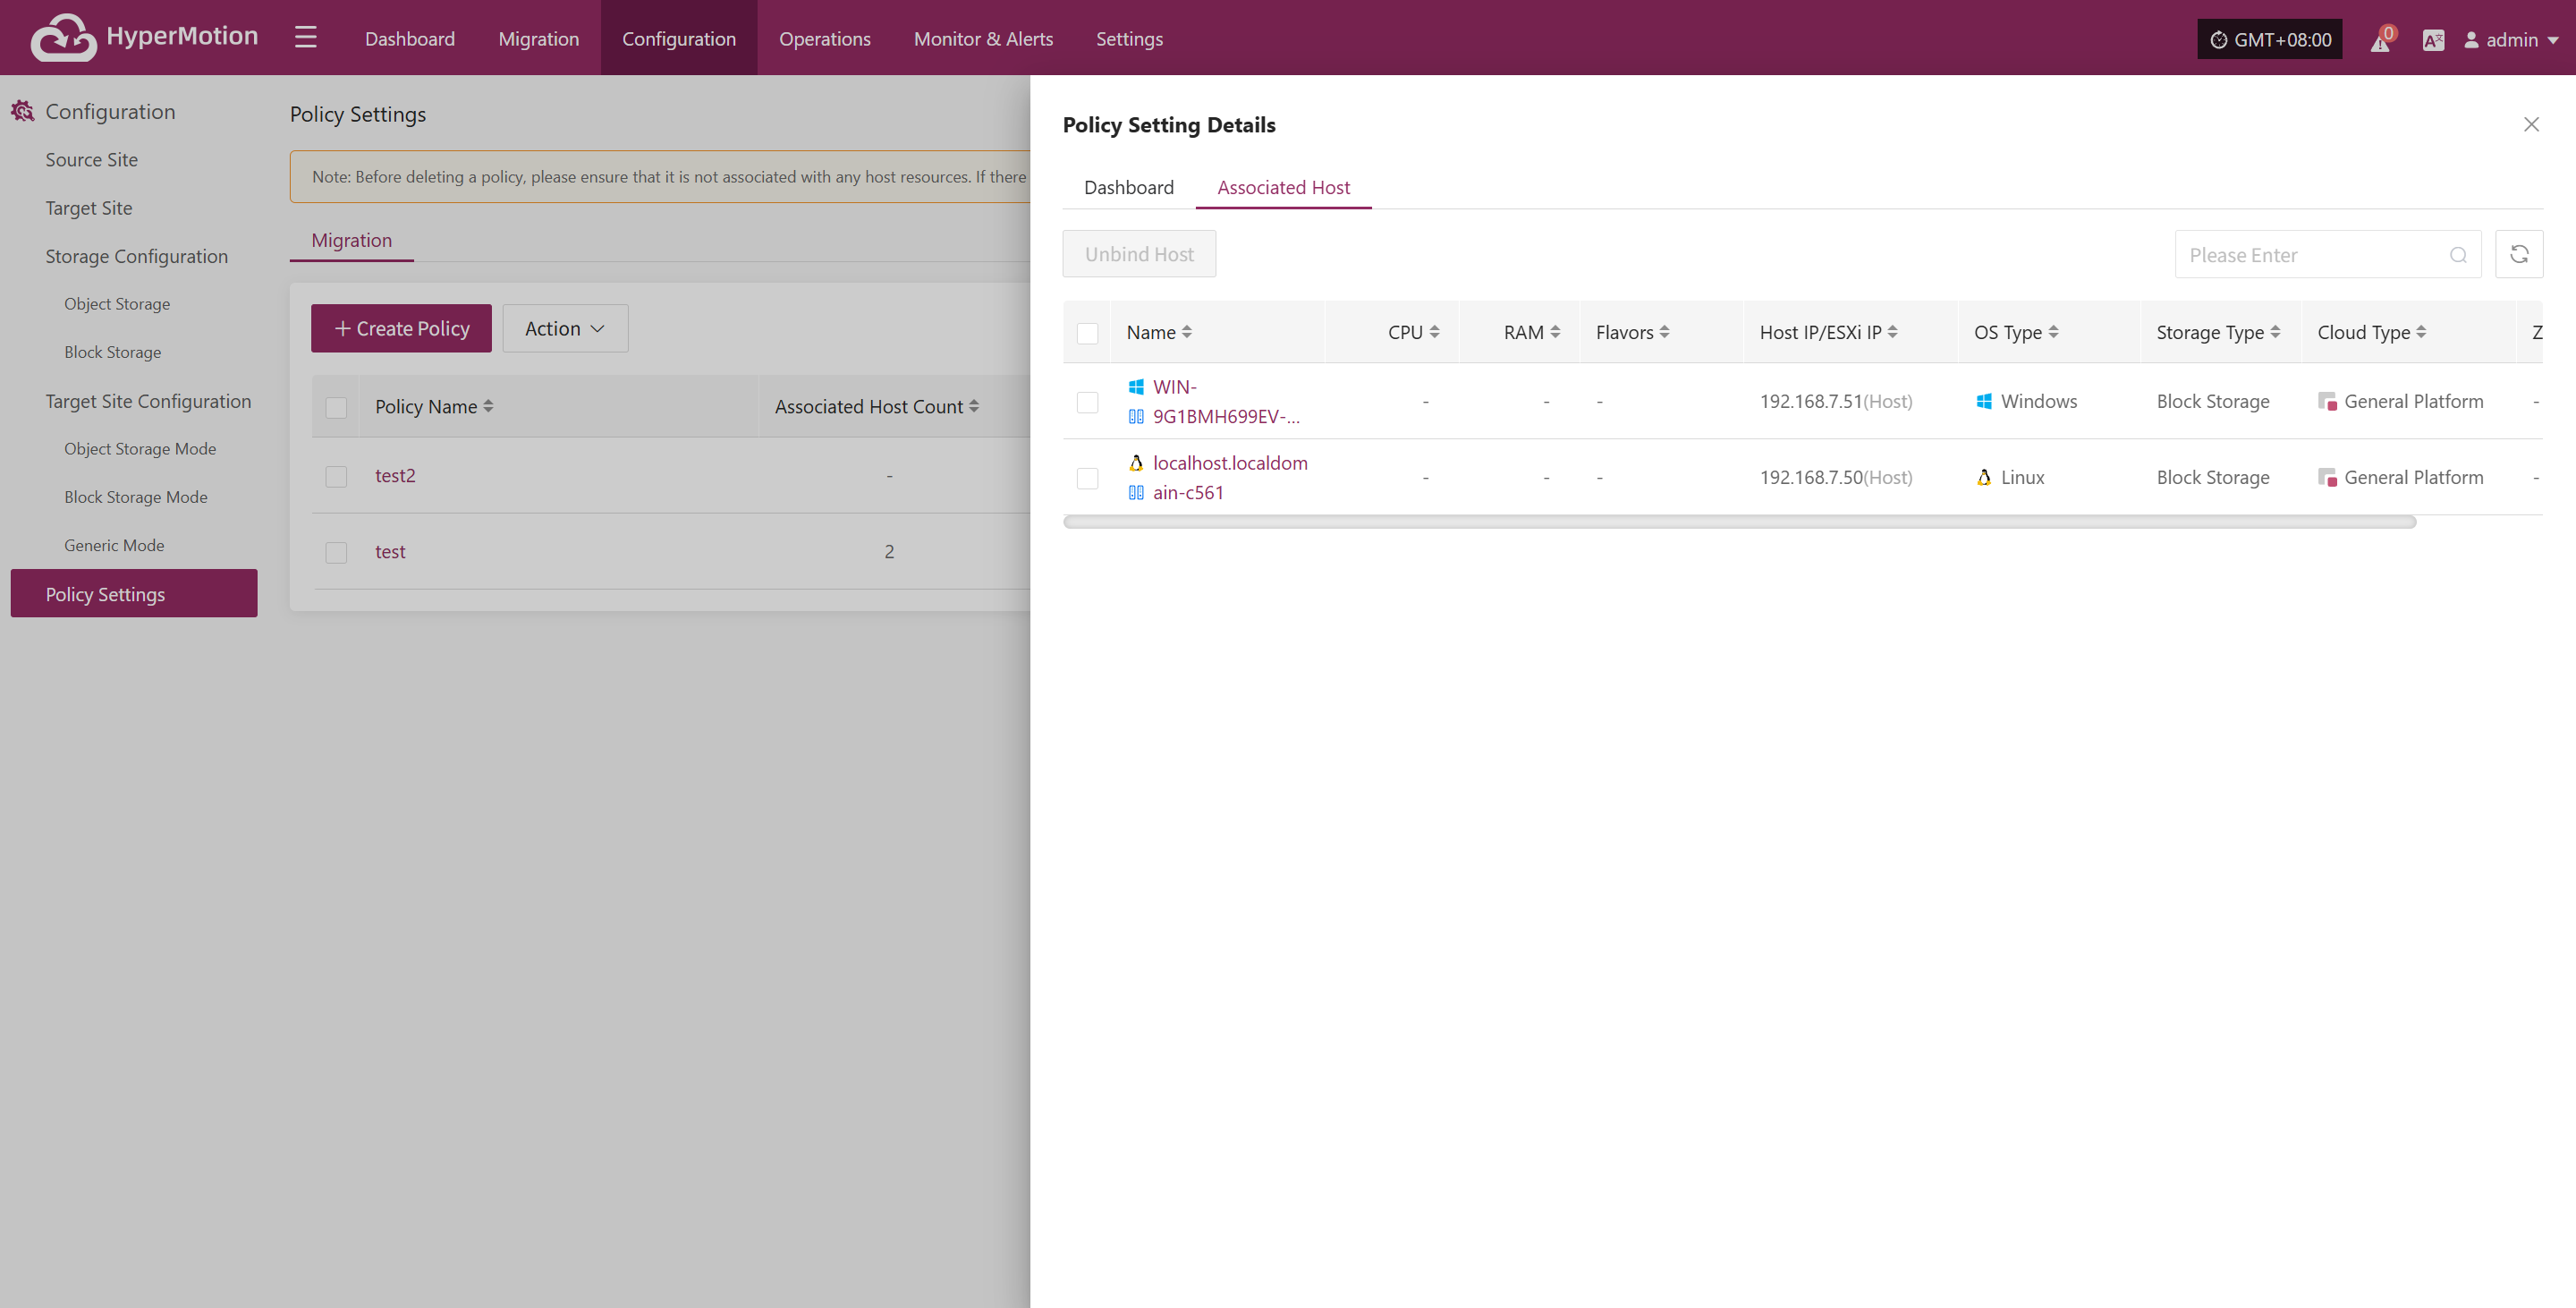 HyperMotion
Dashboard
Migration
Configuration
Operations
Monitor & Alerts
Settings
GMT+08:00
0
admin
Configuration
Source Site
Target Site
Storage Configuration
Object Storage
Block Storage
Target Site Configuration
Object Storage Mode
Block Storage Mode
Generic Mode
Policy Settings
Policy Settings
Note: Before deleting a policy, please ensure that it is not associated with any host resources. If there
Migration
Create Policy
Action
Policy Name
Associated Host Count
test2
-
test
2
Policy Setting Details
Dashboard
Associated Host
Unbind Host
Please Enter
Name
CPU
RAM
Flavors
Host IP/ESXi IP
OS Type
Storage Type
Cloud Type
Z
WIN-
9G1BMH699EV-...
-
-
-
192.168.7.51(Host)
Windows
Block Storage
General Platform
-
localhost.localdom
ain-c561
-
-
-
192.168.7.50(Host)
Linux
Block Storage
General Platform
-